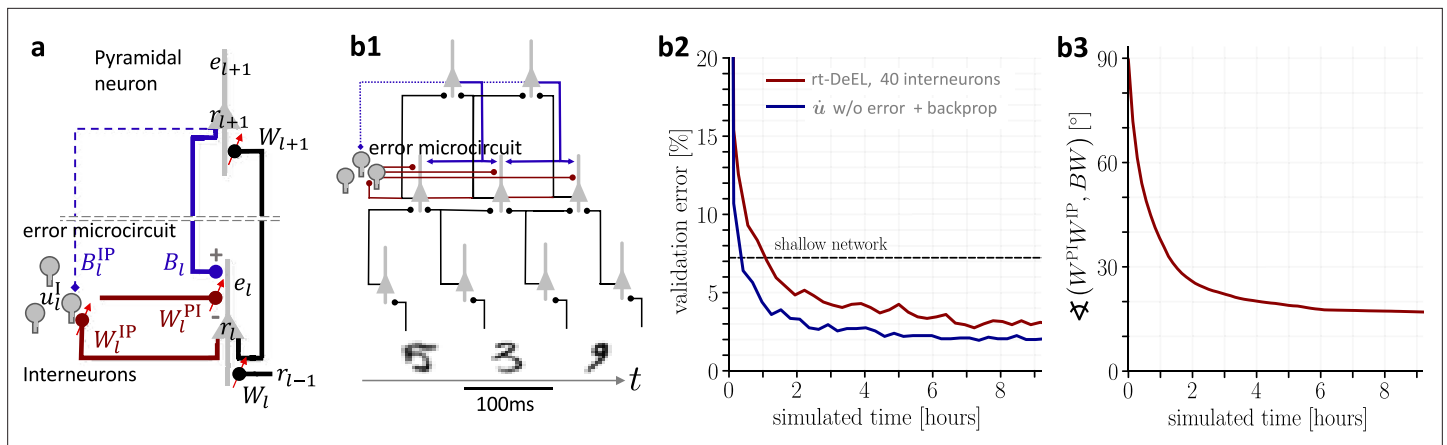 a
Pyramidal
neuron
e_{l+1}
r_{l+1}
W_{l+1}
error microcircuit
B_l^{IP}
B_l
+
e_l
u_l^I
W_l^{PI}
-
r_l
W_l^{IP}
Interneurons
r_{l-1}
W_l
b1
error microcircuit
5 3 9
t
100ms
b2
validation error [%]
20
15
10
5
0
rt-DeEL, 40 interneurons
u̇ w/o error + backprop
shallow network
0 2 4 6 8
simulated time [hours]
b3
∢ (W^{PI}W^{IP}, BW) [°]
90
60
30
0
0 2 4 6 8
simulated time [hours]